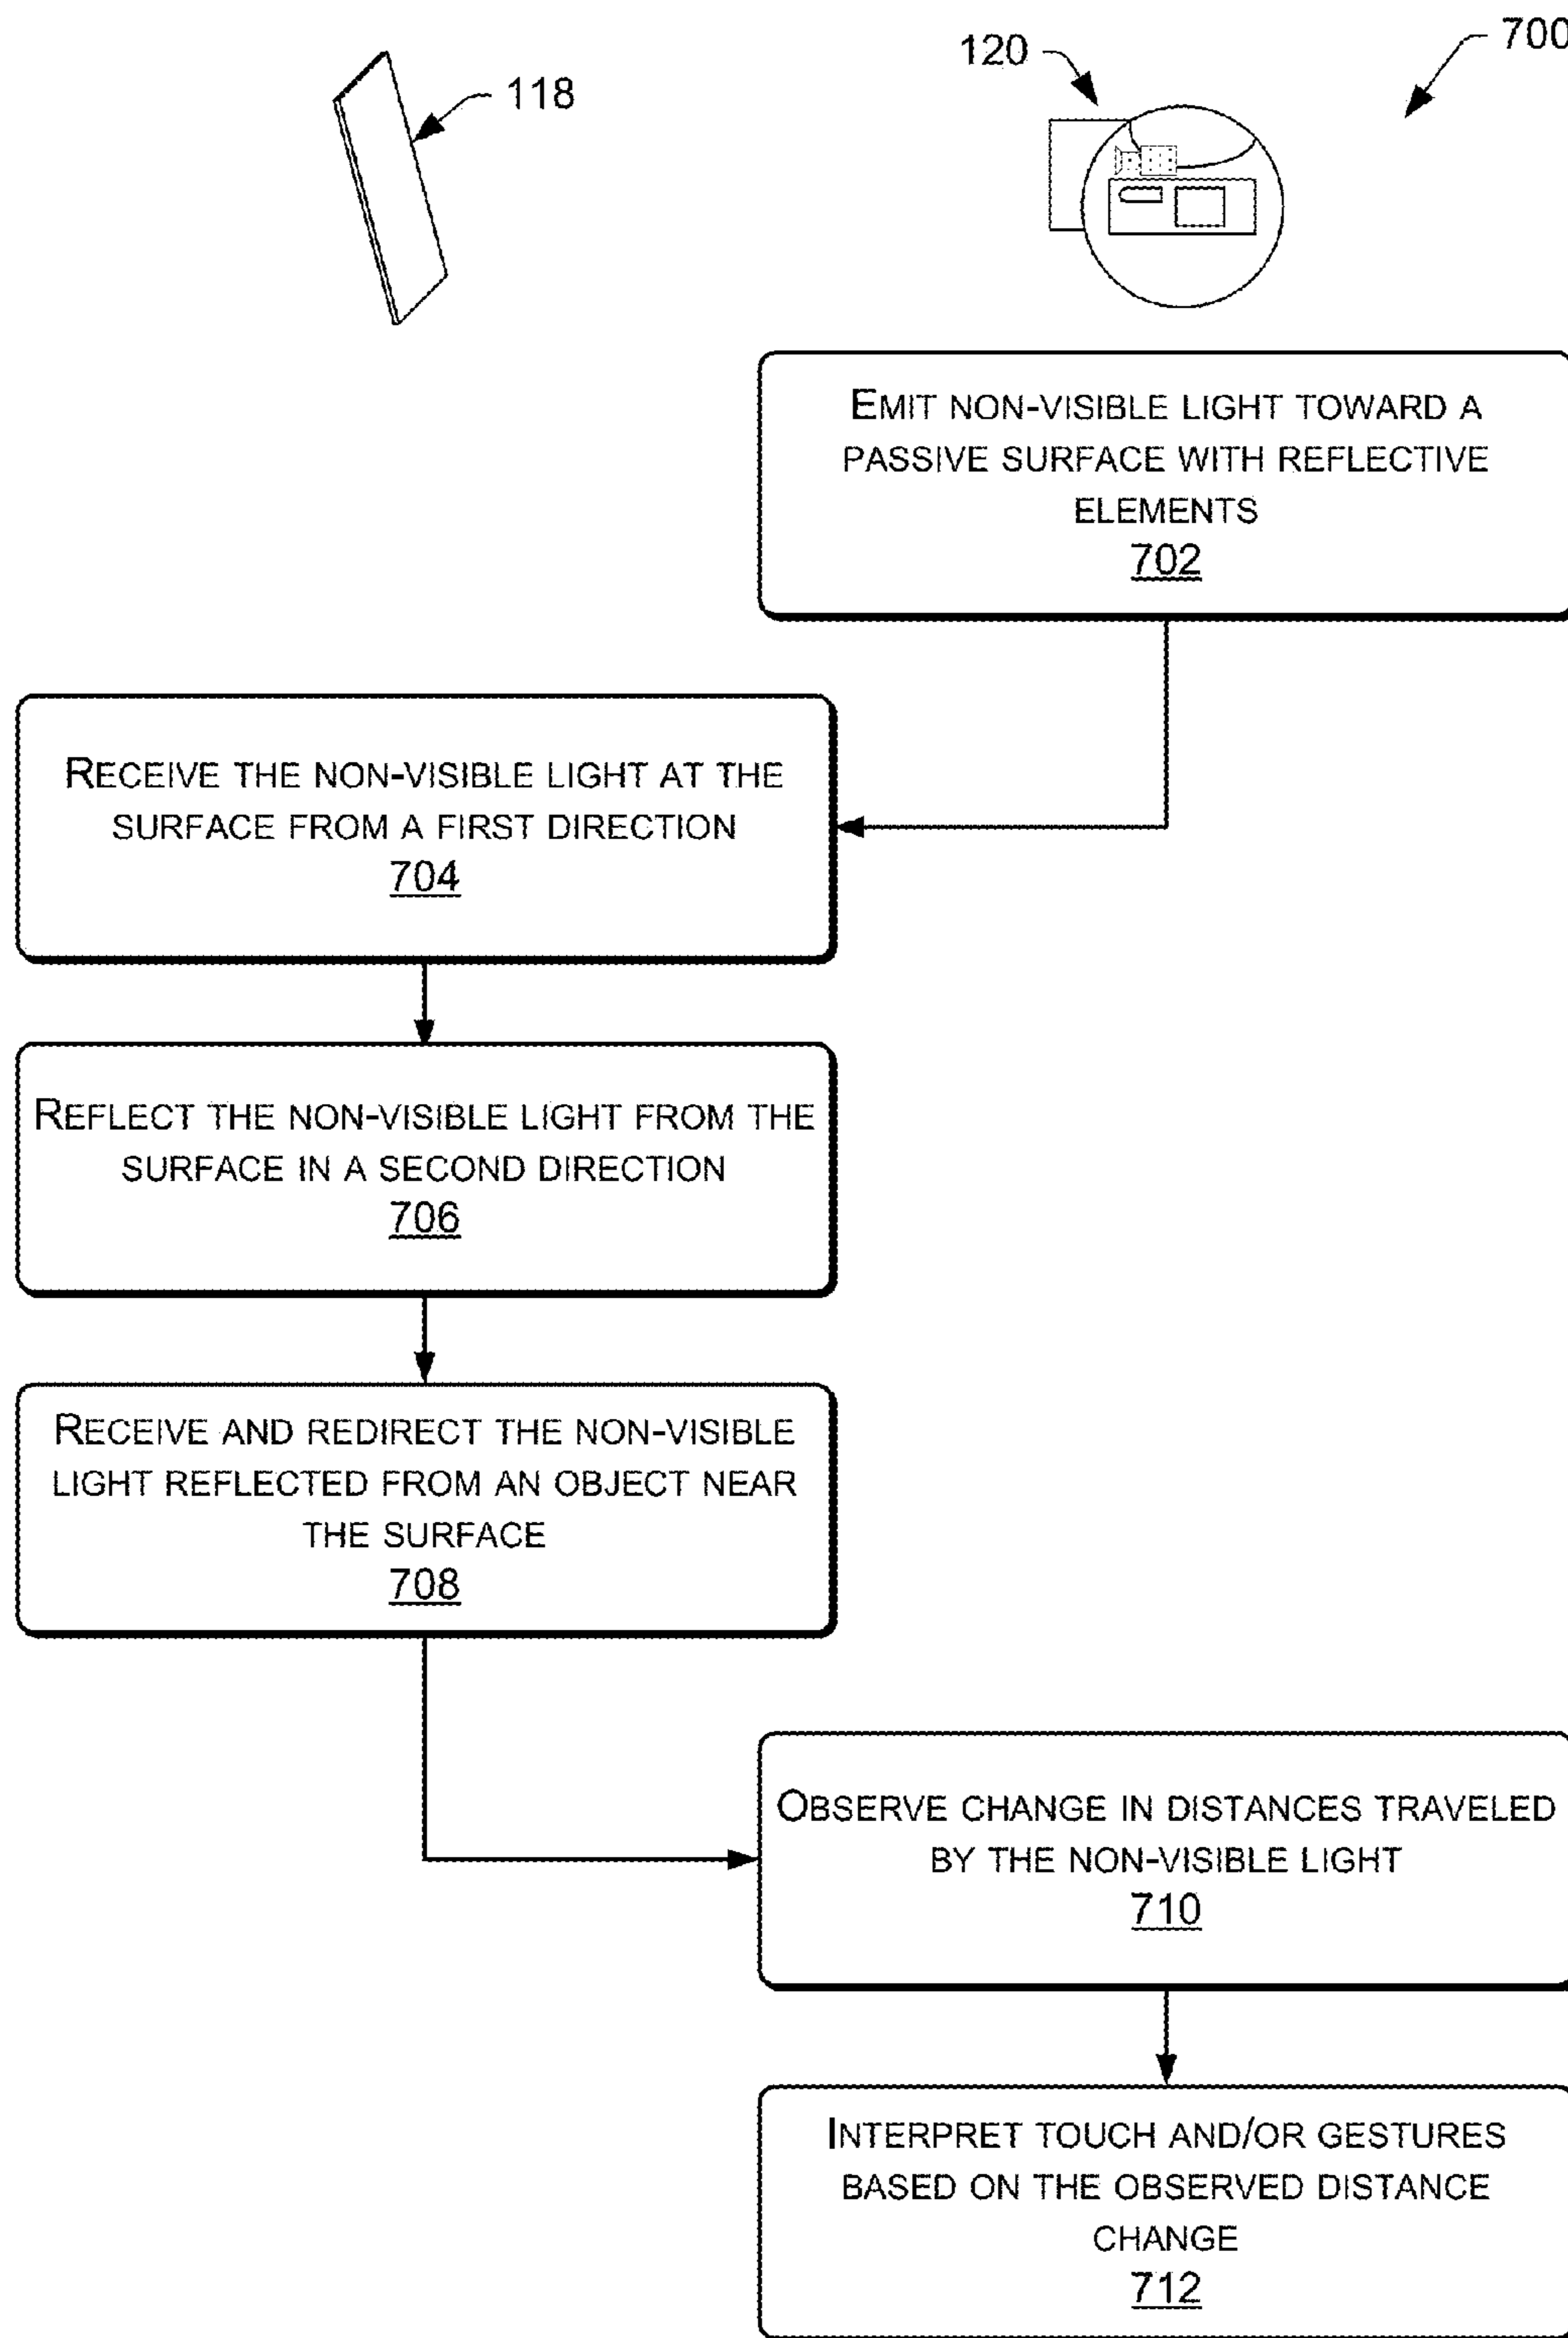 120
700
118
EMIT NON-VISIBLE LIGHT TOWARD A
PASSIVE SURFACE WITH REFLECTIVE
ELEMENTS
702
RECEIVE THE NON-VISIBLE LIGHT AT THE
SURFACE FROM A FIRST DIRECTION
704
REFLECT THE NON-VISIBLE LIGHT FROM THE
SURFACE IN A SECOND DIRECTION
706
RECEIVE AND REDIRECT THE NON-VISIBLE
LIGHT REFLECTED FROM AN OBJECT NEAR
THE SURFACE
708
OBSERVE CHANGE IN DISTANCES TRAVELED
BY THE NON-VISIBLE LIGHT
710
INTERPRET TOUCH AND/OR GESTURES
BASED ON THE OBSERVED DISTANCE
CHANGE
712